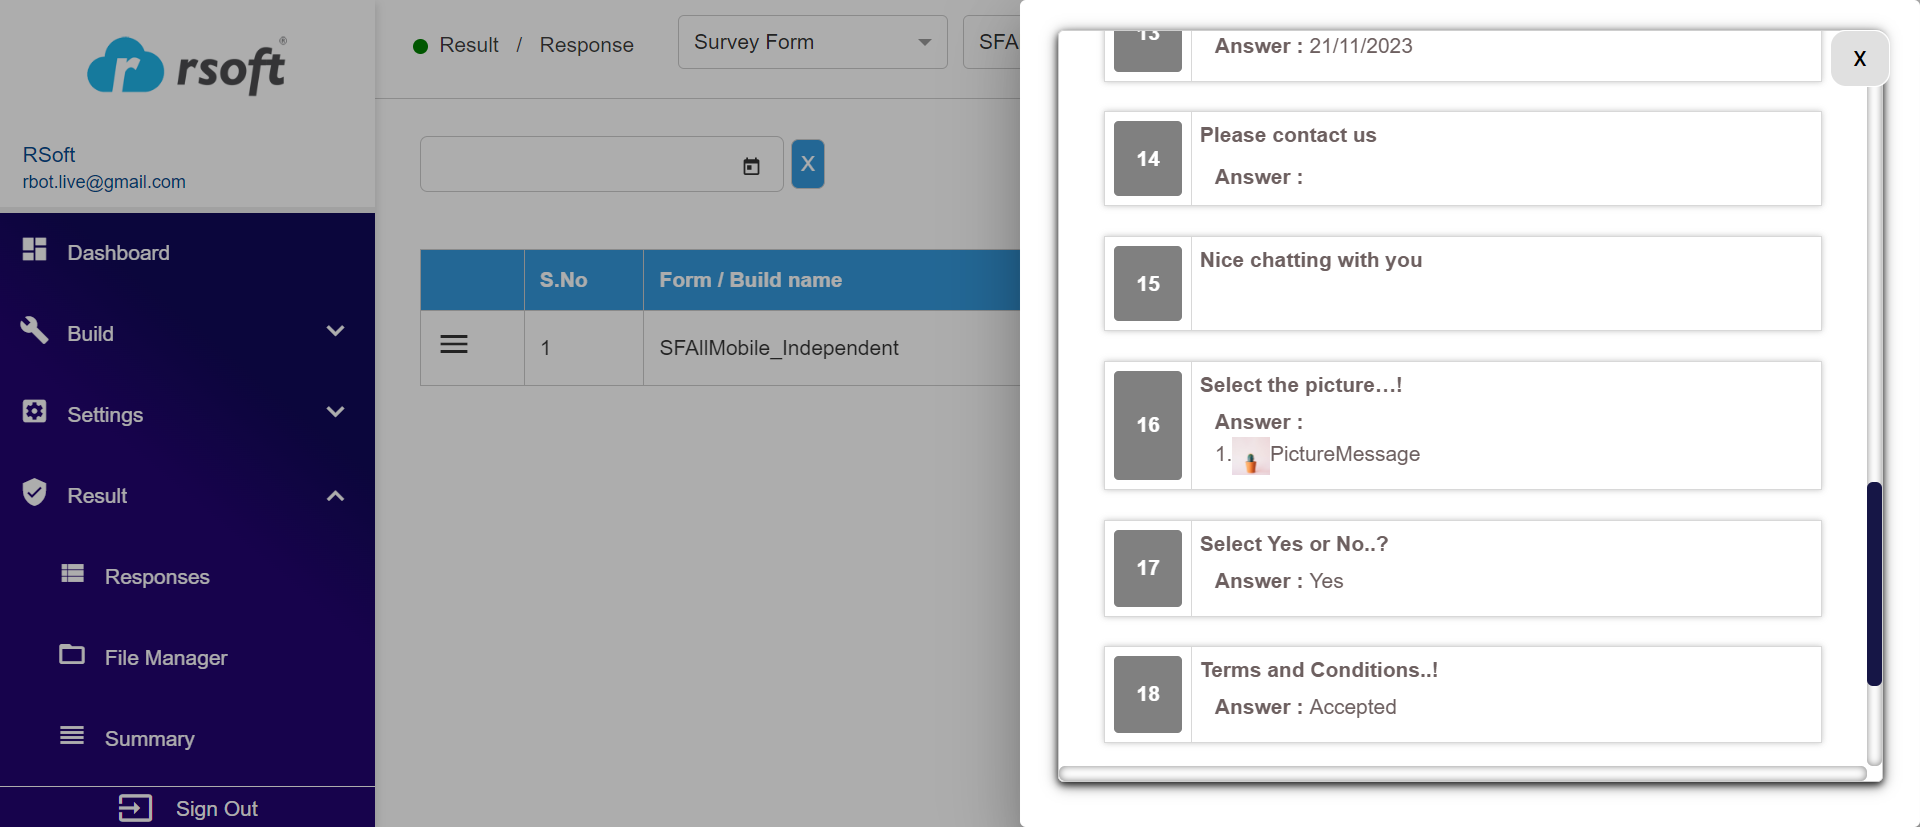 rsoft®
RSoft
rbot.live@gmail.com
Dashboard
Build
Settings
Result
Responses
File Manager
Summary
Sign Out
Result / Response
Survey Form
SFA
X
S.No
Form / Build name
1
SFAllMobile_Independent
X
13
Answer : 21/11/2023
14
Please contact us
Answer :
15
Nice chatting with you
16
Select the picture...!
Answer :
1.PictureMessage
17
Select Yes or No..?
Answer : Yes
18
Terms and Conditions..!
Answer : Accepted